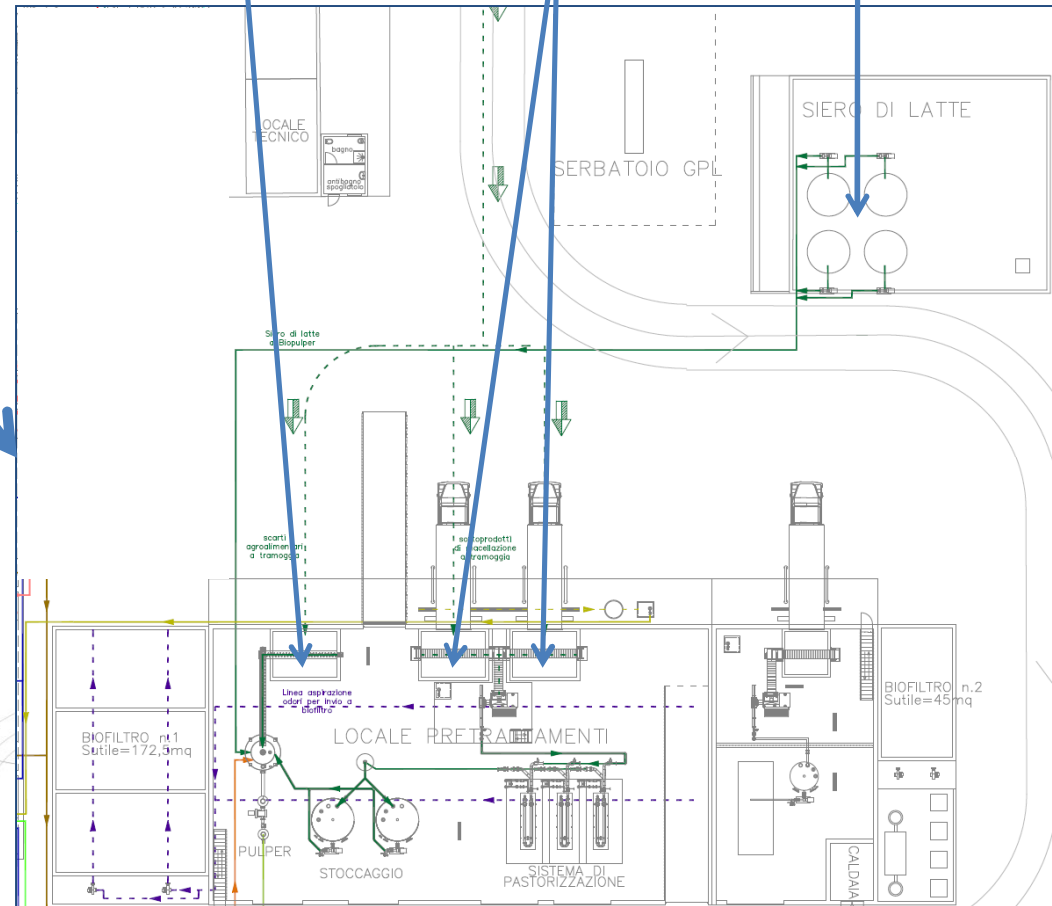 LOCALE
TECNICO
bagno
antibagno
spogliatoio
SERBATOIO GPL
SIERO DI LATTE
Siero di latte
a Biopulper
scarti
agroalimentari
a tramoggia
sottoprodotti
di macellazione
a tramoggia
Linea aspirazione
odori per invio a
biofiltro
BIOFILTRO n.1
Sutile=172,5mq
LOCALE PRETRATTAMENTI
BIOFILTRO n.2
Sutile=45mq
PULPER
STOCCAGGIO
SISTEMA DI
PASTORIZZAZIONE
CALDAIA